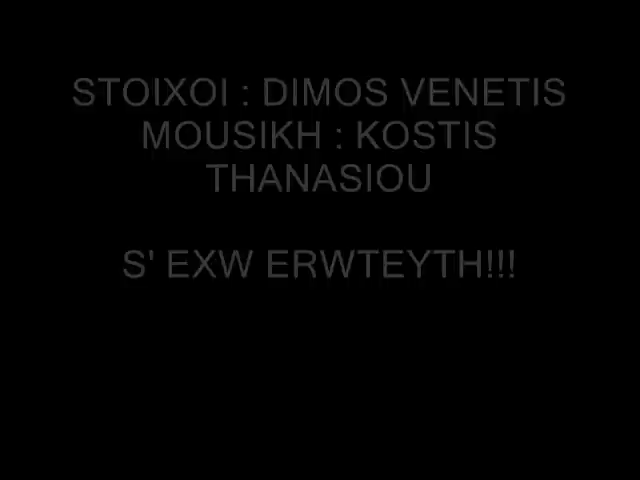 STOIXOI : DIMOS VENETIS
MOUSIKH : KOSTIS
THANASIOU
S' EXW ERWTEYTH!!!